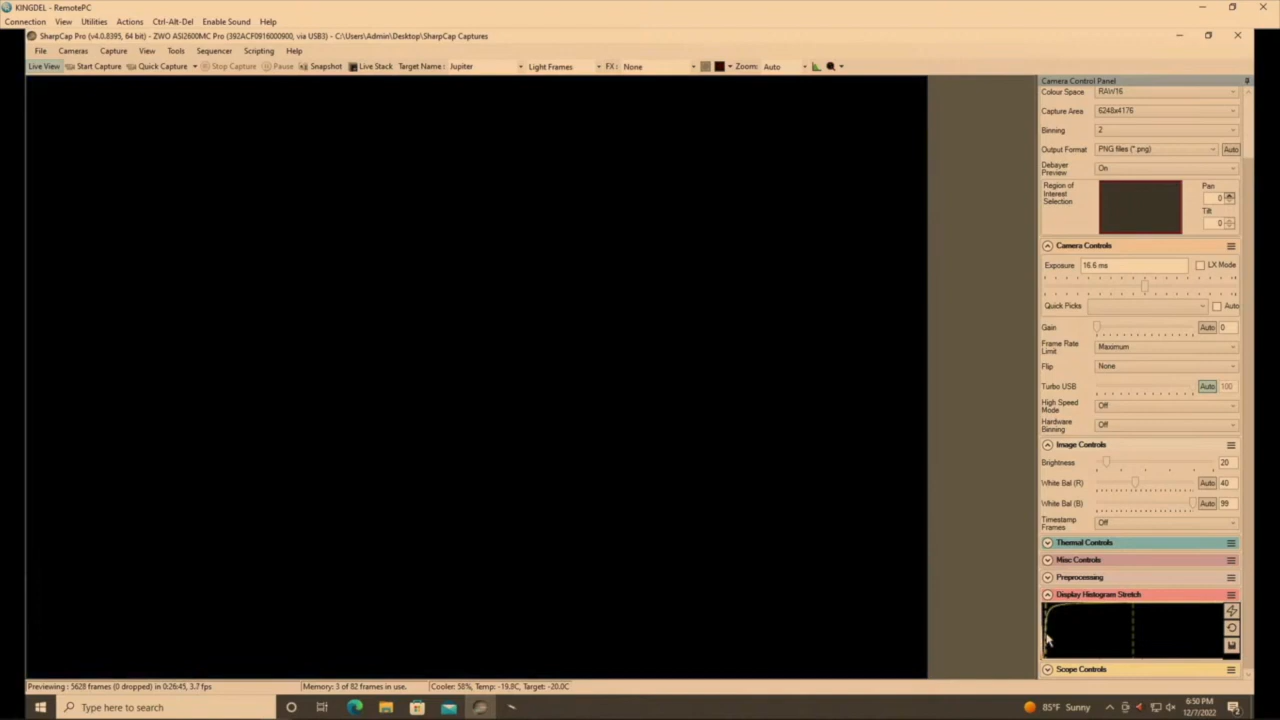 KINGDEL - RemotePC
Connection View Utilities Actions Ctrl-Alt-Del Enable Sound Help
SharpCap Pro (v4.0.8395, 64 bit) - ZWO ASI2600MC Pro (392ACF0916000900, via USB3) - C:\Users\Admin\Desktop\SharpCap Captures
File Cameras Capture View Tools Sequencer Scripting Help
Live View Start Capture Quick Capture Stop Capture Pause Snapshot Live Stack Target Name : Jupiter Light Frames FX : None Zoom: Auto
Camera Control Panel
Colour Space RAW16
Capture Area 6248x4176
Binning 2
Output Format PNG files (*.png) Auto
Debayer Preview On
Region of Interest Selection
Pan 0
Tilt 0
Camera Controls
Exposure 16.6 ms LX Mode
Quick Picks Auto
Gain Auto 0
Frame Rate Limit Maximum
Flip None
Turbo USB Auto 100
High Speed Mode Off
Hardware Binning Off
Image Controls
Brightness 20
White Bal (R) Auto 40
White Bal (B) Auto 99
Timestamp Frames Off
Thermal Controls
Misc Controls
Preprocessing
Display Histogram Stretch
Scope Controls
Previewing : 5628 frames (0 dropped) in 0:26:45, 3.7 fps Memory: 3 of 82 frames in use. Cooler: 58%, Temp: -19.8C, Target: -20.0C
Type here to search 85°F Sunny 6:50 PM
12/7/2022 2